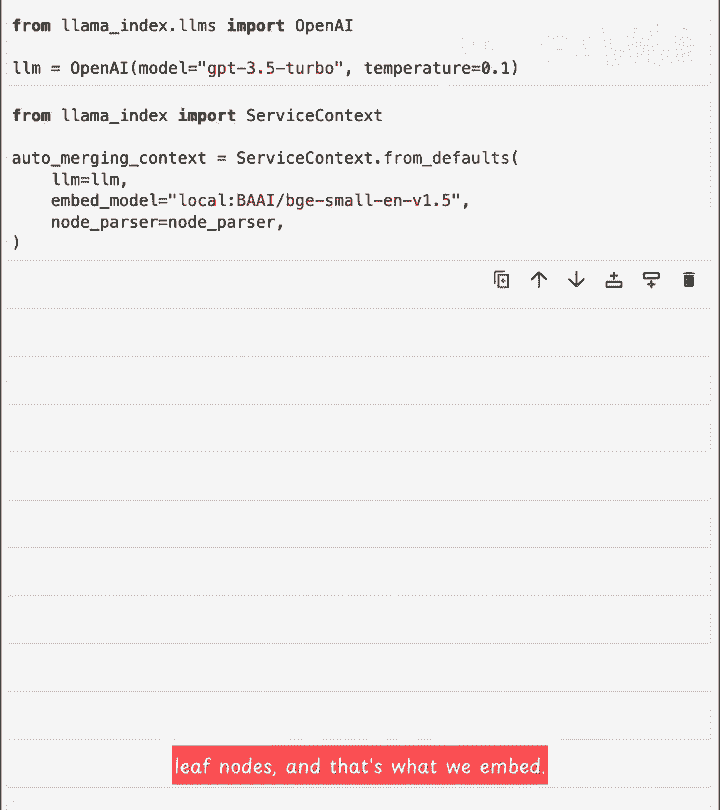 from llama_index.llms import OpenAI
llm = OpenAI(model="gpt-3.5-turbo", temperature=0.1)
from llama_index import ServiceContext
auto_merging_context = ServiceContext.from_defaults(
    llm=llm,
    embed_model="local:BAAI/bge-small-en-v1.5",
    node_parser=node_parser,
)
leaf nodes, and that's what we embed.